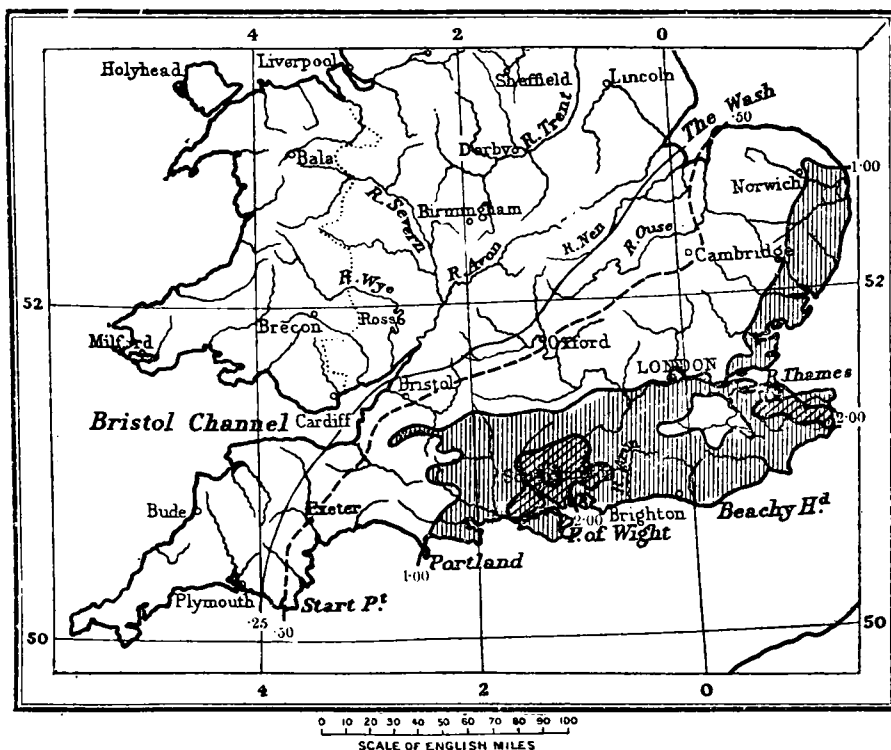 4 2 0
Holyhead
Liverpool
Sheffield
Lincoln
R. Trent
The Wash
.50
Derby
Bala
1·00
Norwich
R. Severn
Birmingham
R. Nen
R. Ouse
R. Avon
Cambridge
R. Wye
52 52
Brecon
Ross
Milford
Oxford
LONDON
R. Thames
Bristol
Cardiff
Bristol Channel
2·00
Bude
Exeter
2·00
Brighton
Beachy Hd.
I. of Wight
Portland
1·00
Plymouth
Start Pt.
·25
·50
50 50
4 2 0
0 10 20 30 40 50 60 70 80 90 100
SCALE OF ENGLISH MILES